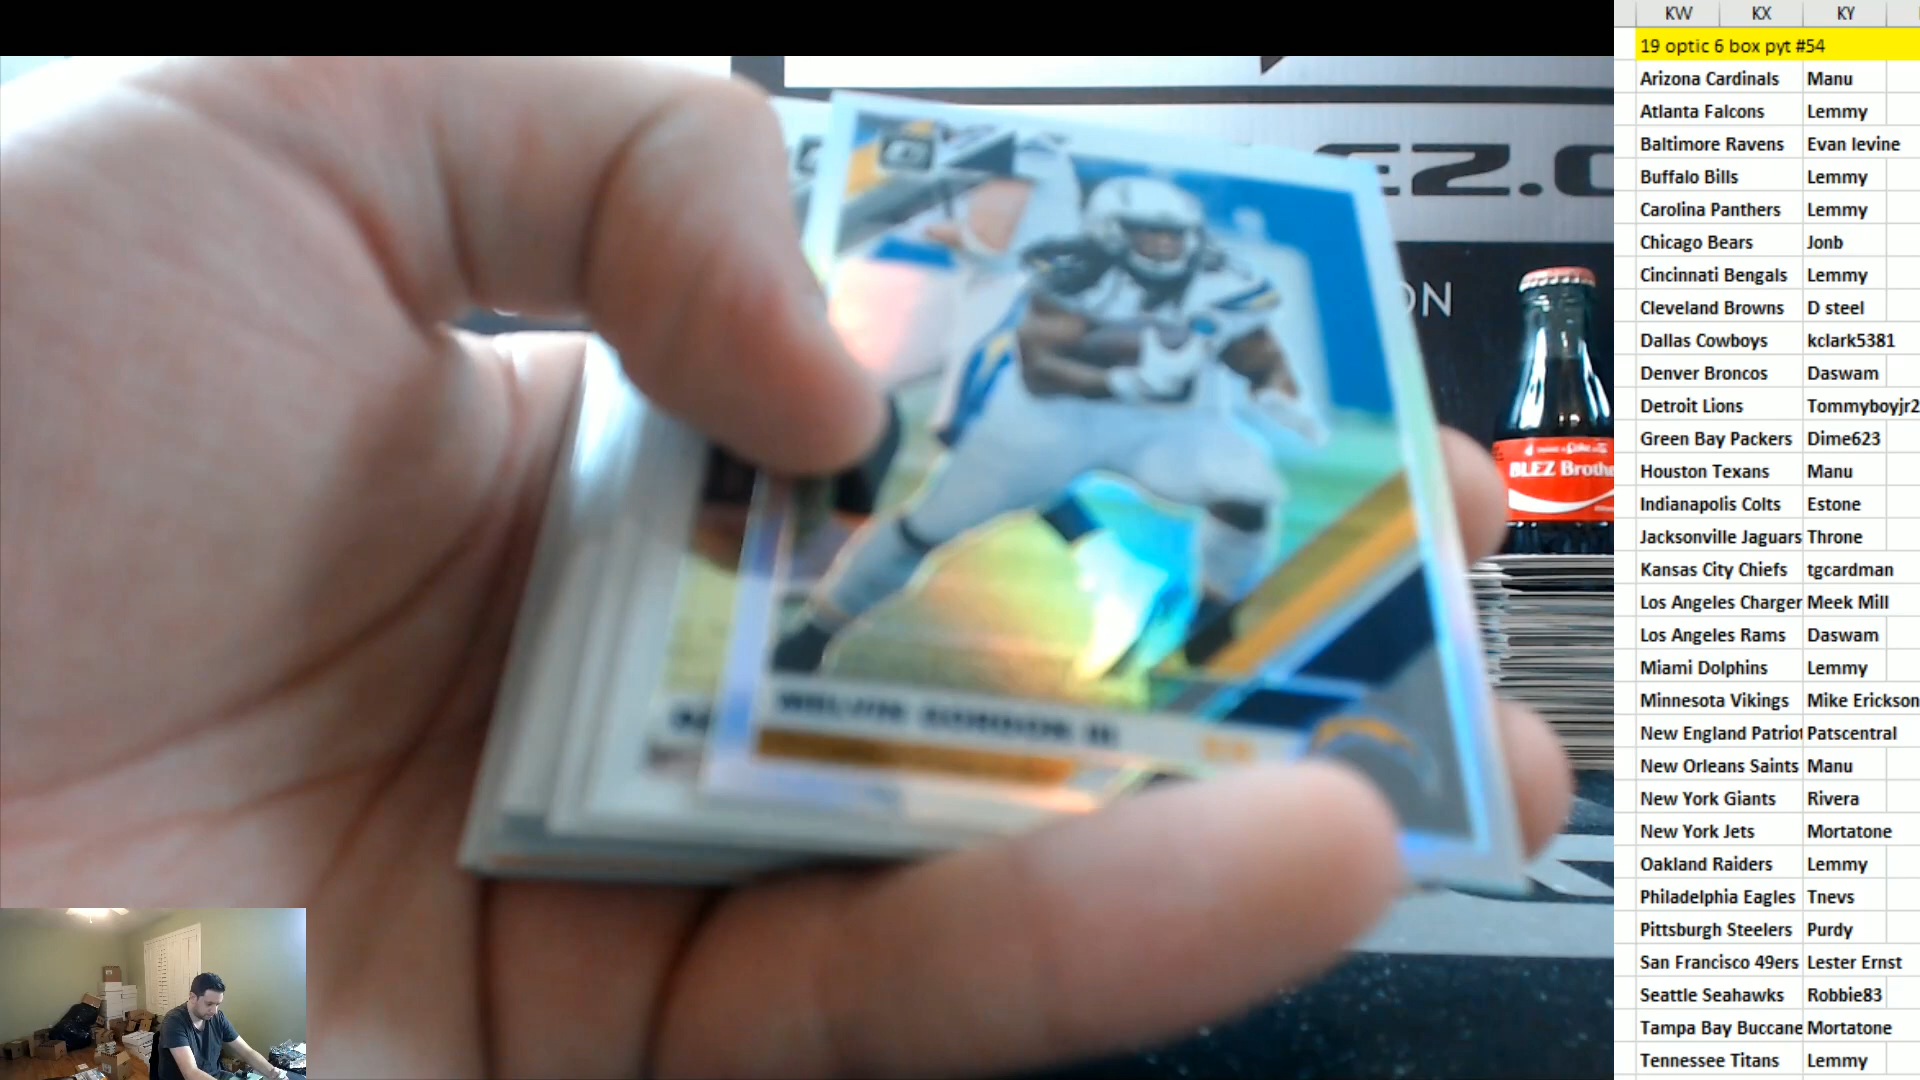 KW KX KY
19 optic 6 box pyt #54
Arizona Cardinals Manu
Atlanta Falcons Lemmy
Baltimore Ravens Evan levine
Buffalo Bills Lemmy
Carolina Panthers Lemmy
Chicago Bears Jonb
Cincinnati Bengals Lemmy
Cleveland Browns D steel
Dallas Cowboys kclark5381
Denver Broncos Daswam
Detroit Lions Tommyboyjr2
Green Bay Packers Dime623
Houston Texans Manu
Indianapolis Colts Estone
Jacksonville Jaguars Throne
Kansas City Chiefs tgcardman
Los Angeles Charger Meek Mill
Los Angeles Rams Daswam
Miami Dolphins Lemmy
Minnesota Vikings Mike Erickson
New England Patriot Patscentral
New Orleans Saints Manu
New York Giants Rivera
New York Jets Mortatone
Oakland Raiders Lemmy
Philadelphia Eagles Tnevs
Pittsburgh Steelers Purdy
San Francisco 49ers Lester Ernst
Seattle Seahawks Robbie83
Tampa Bay Buccane Mortatone
Tennessee Titans Lemmy
EZ.C
ON
BLEZ Brothe
MELVIN GORDON III